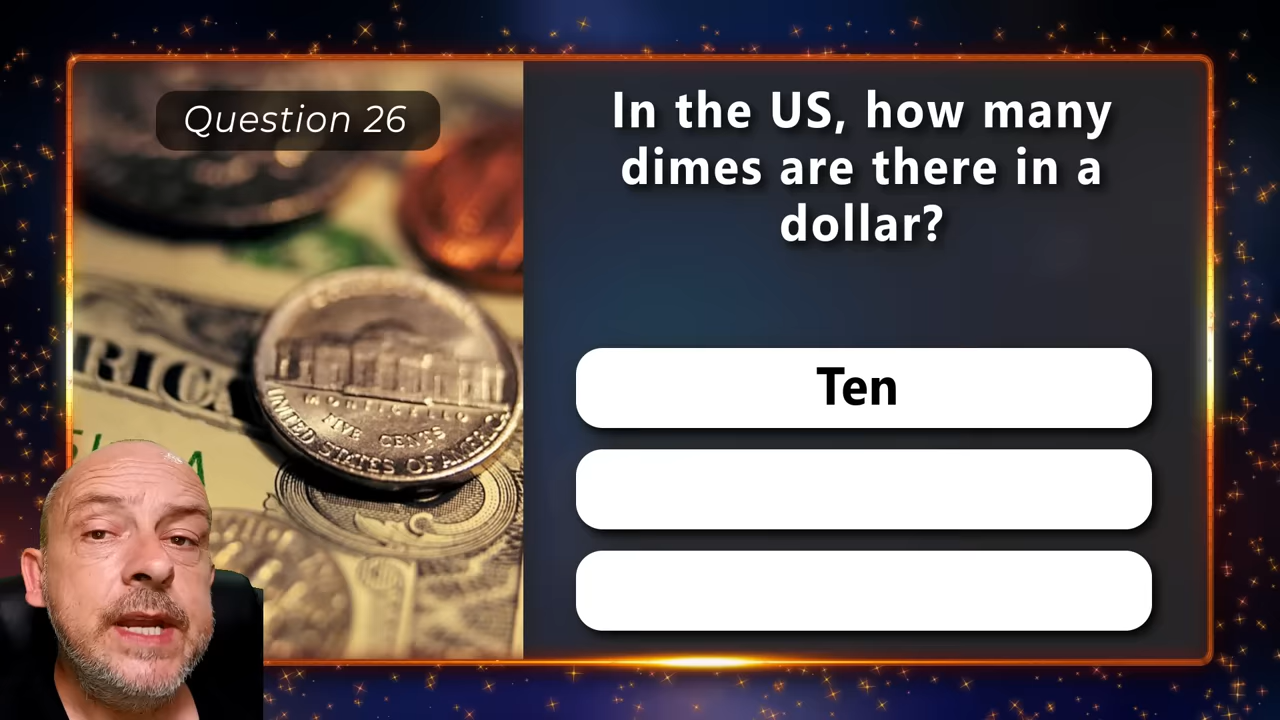 Question 26
In the US, how many
dimes are there in a
dollar?
RICA
MONTICELLO
FIVE CENTS
UNITED STATES OF AMERICA
Ten